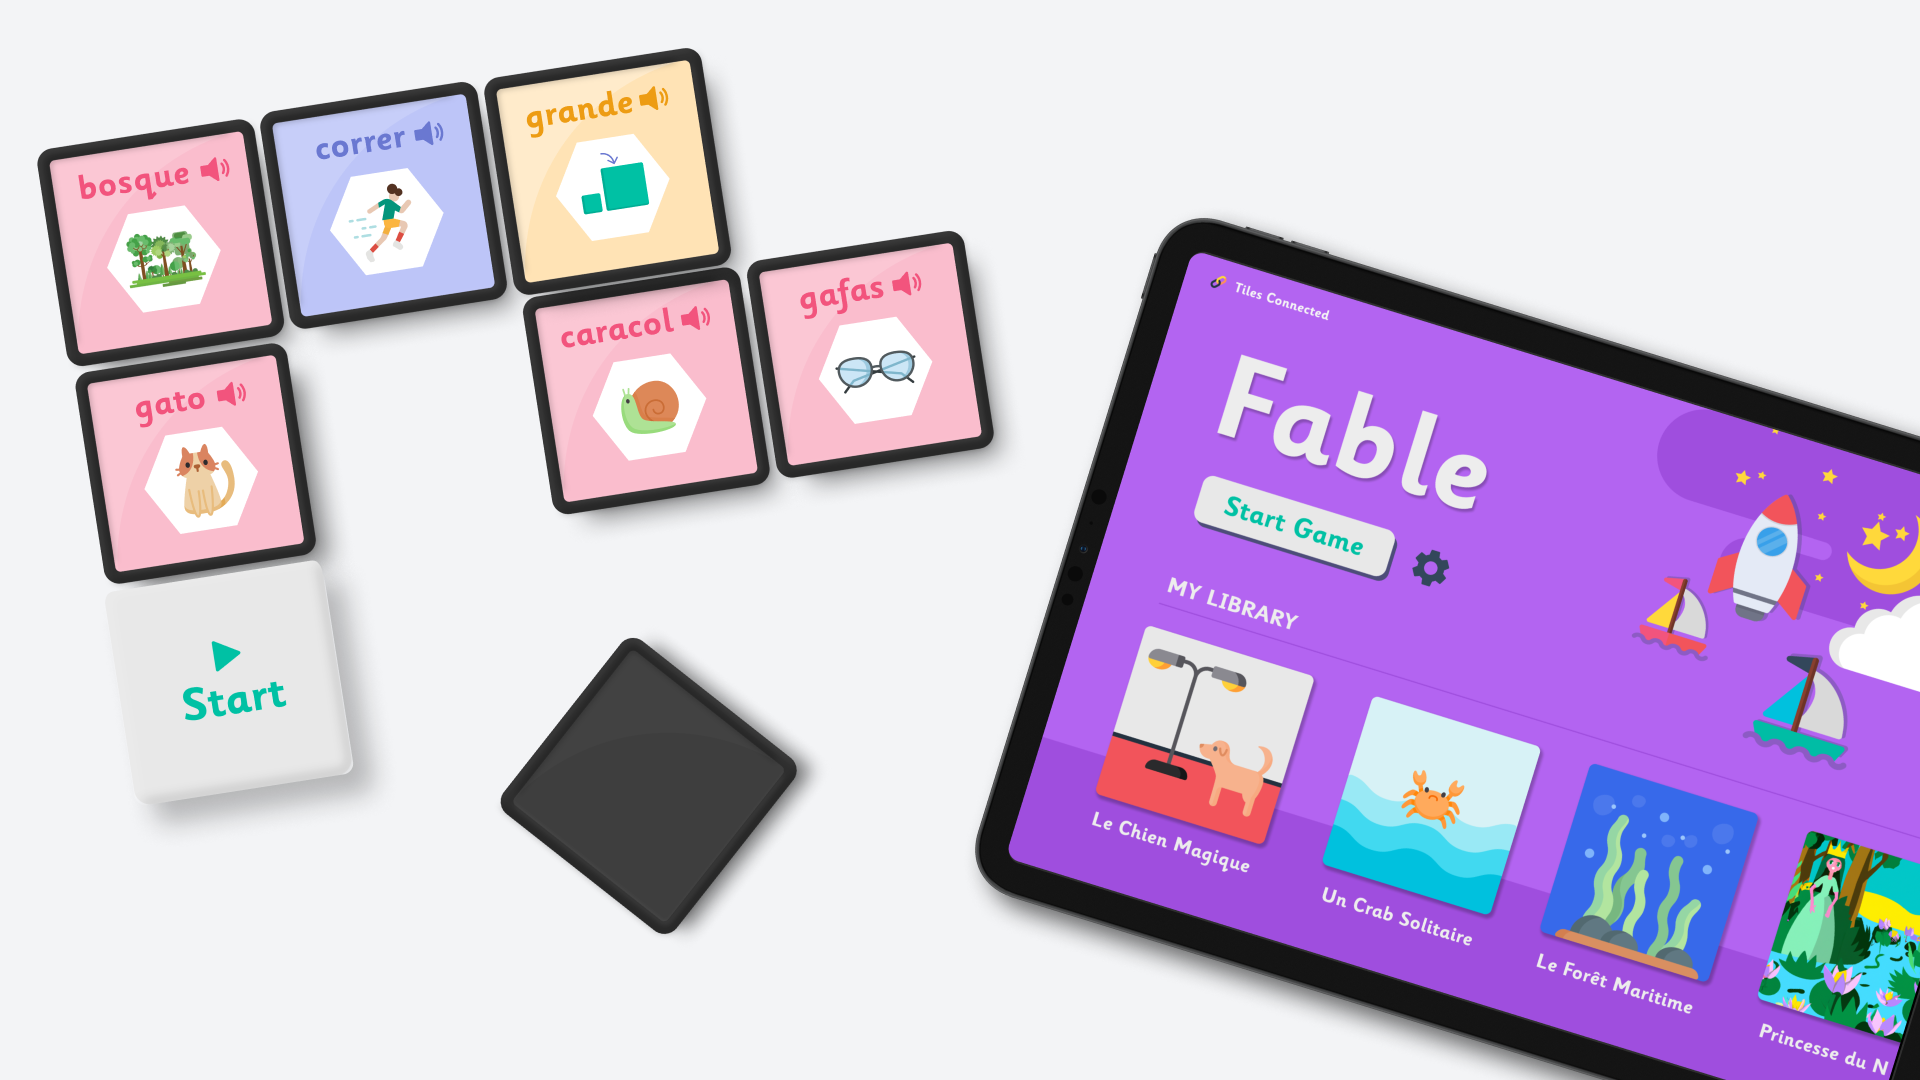 bosque
correr
grande
gato
caracol
gafas
Start
Tiles Connected
Fable
Start Game
MY LIBRARY
Le Chien Magique
Un Crab Solitaire
Le Forêt Maritime
Princesse du N